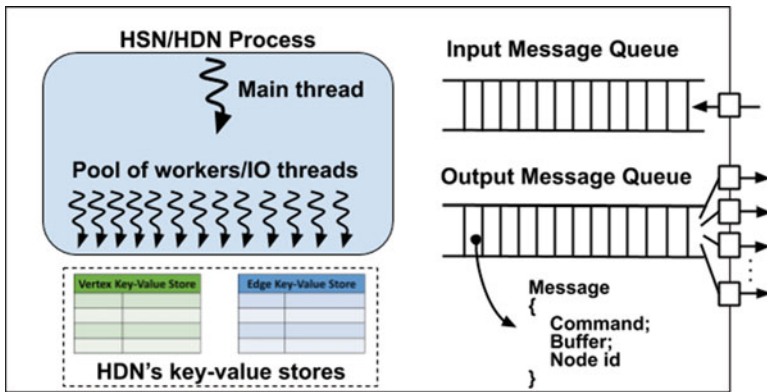 HSN/HDN Process
Main thread
Pool of workers/IO threads
Vertex Key-Value Store
Edge Key-Value Store
HDN's key-value stores
Input Message Queue
Output Message Queue
Message
{
Command;
Buffer;
Node id
}